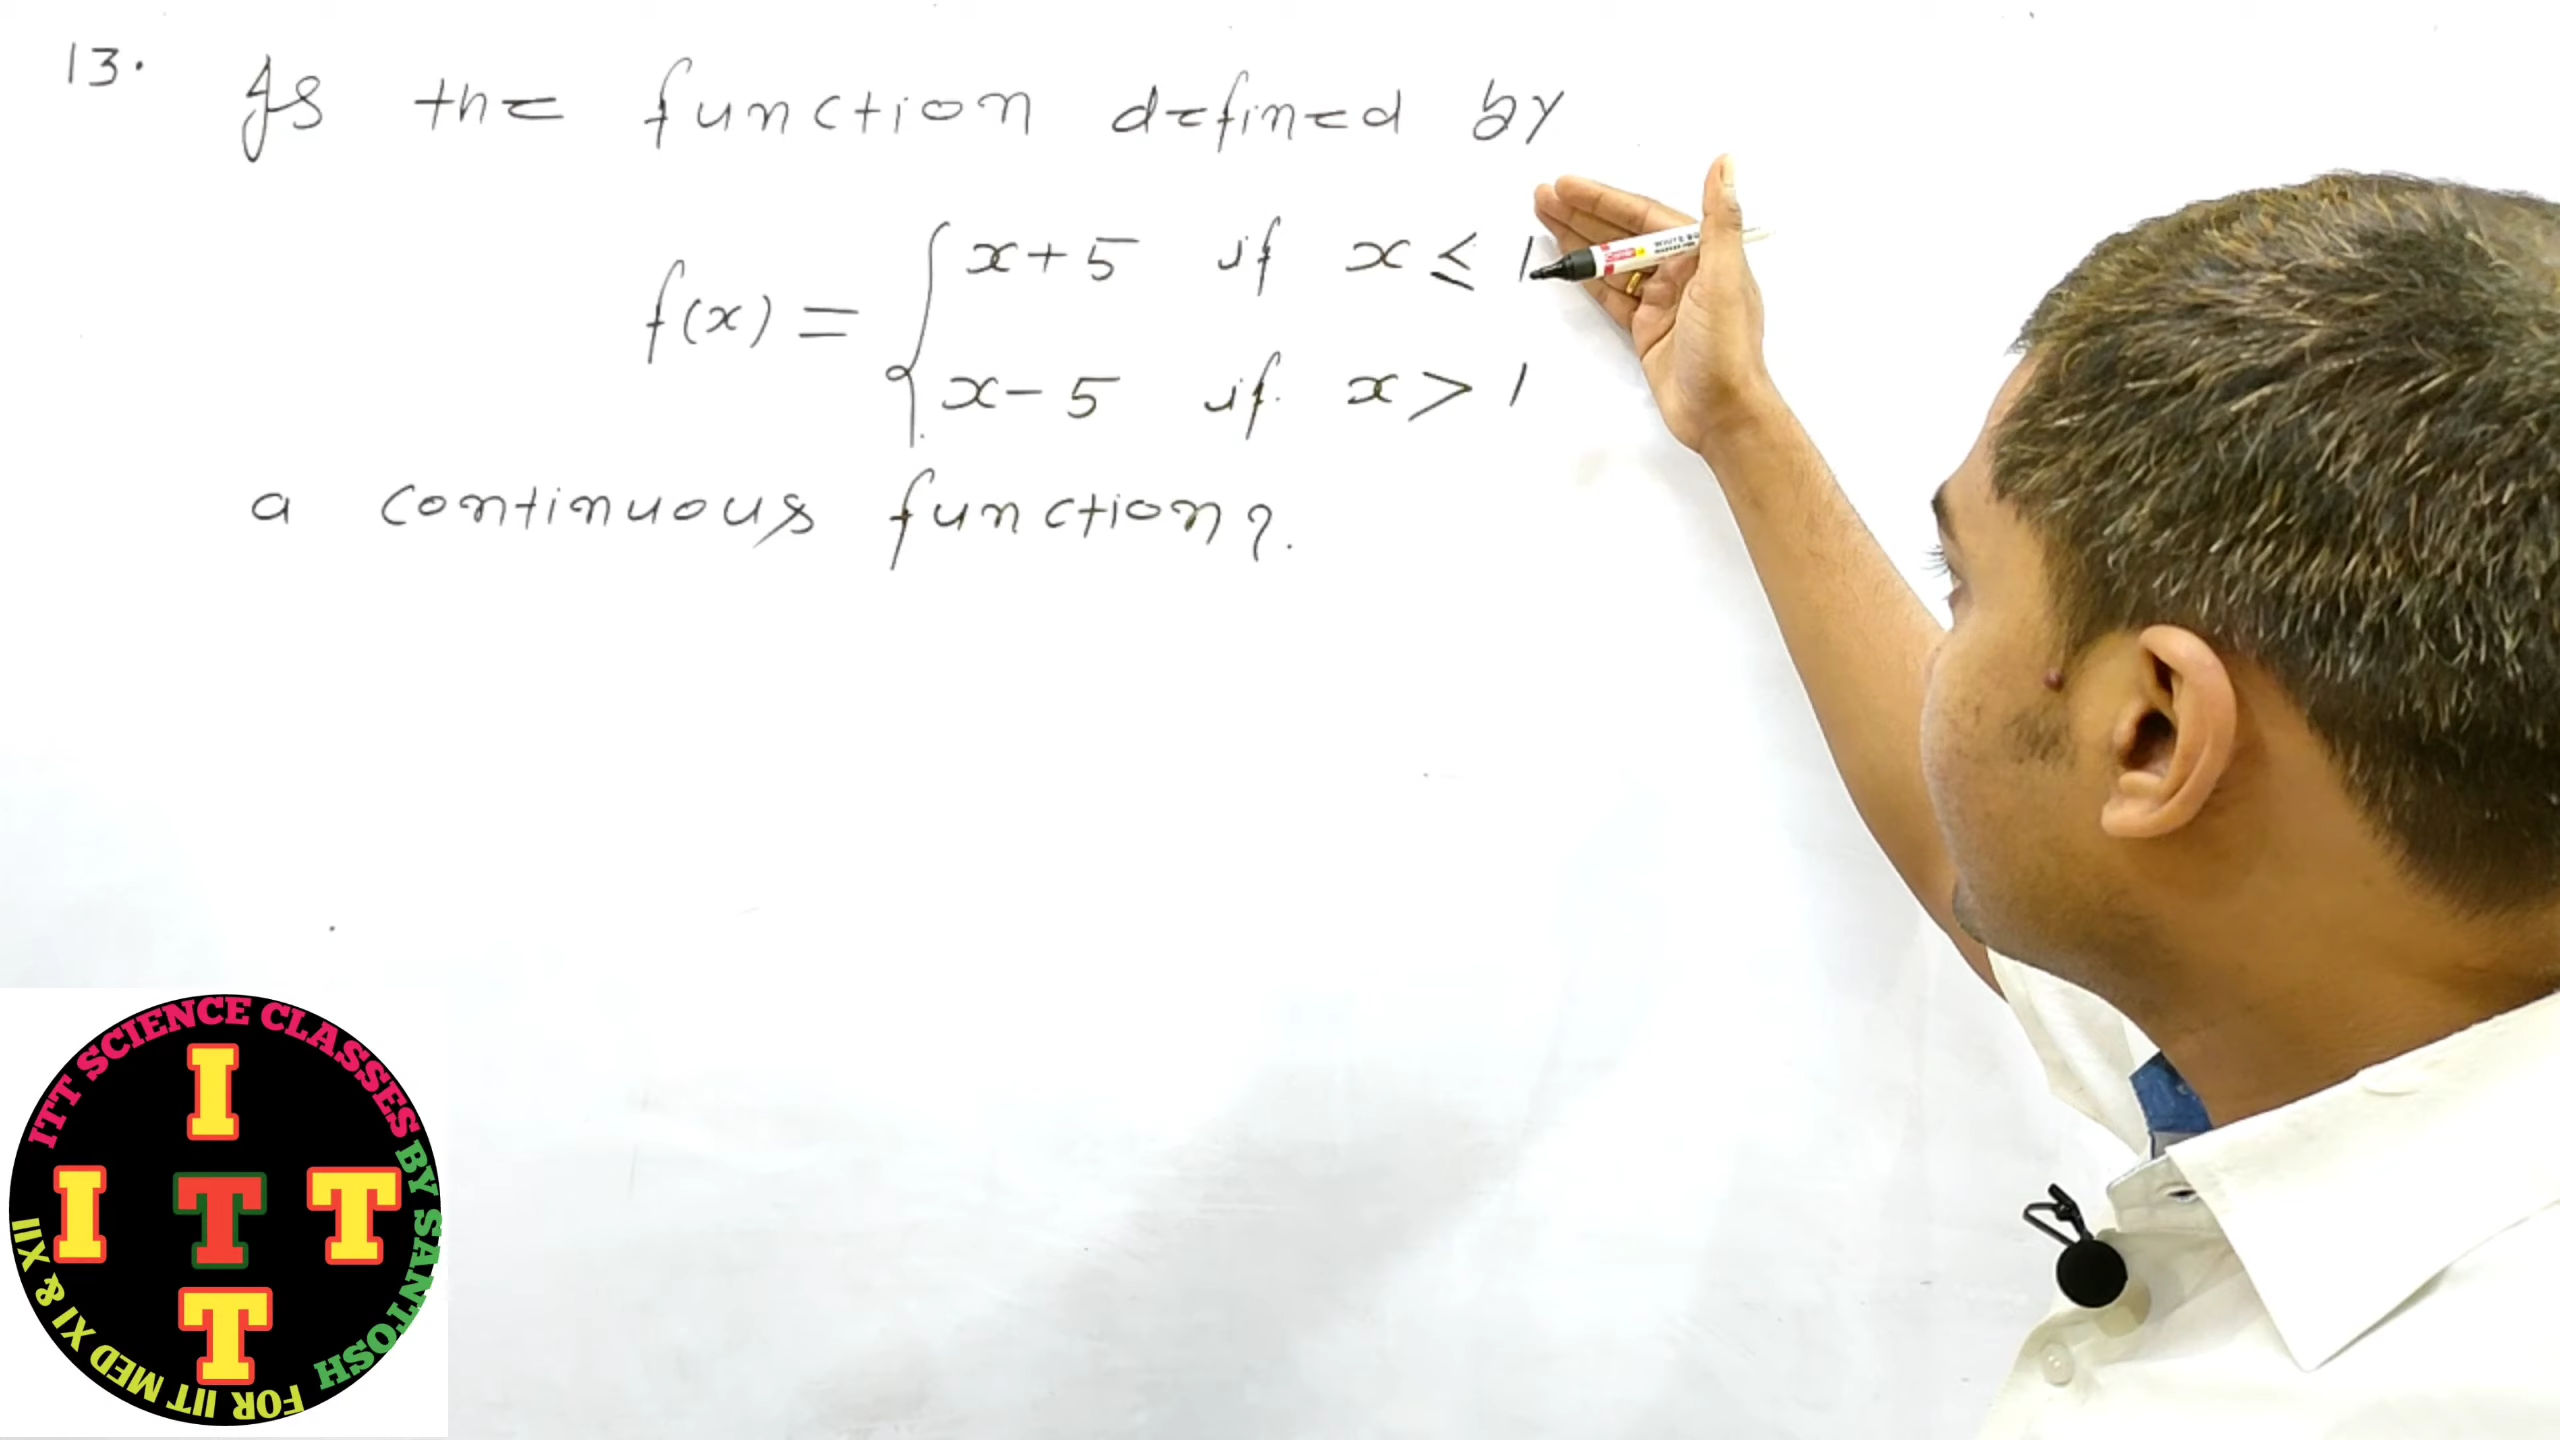 13. Is the function defined by
f(x) = { x+5 if x ≤ 1
x-5 if x > 1
a continuous function?.
ITT SCIENCE CLASSES BY SANTOSH
FOR IIT MED XI & XII
I
I T T
T